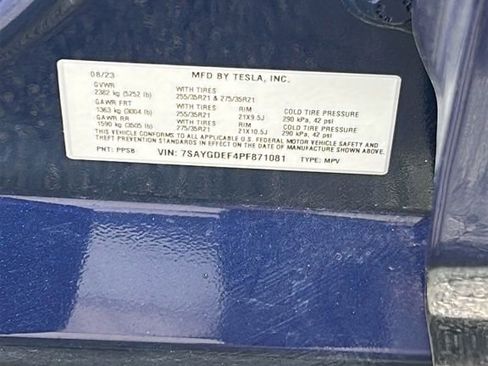 08/23 MFD BY TESLA, INC.
GVWR WITH TIRES
2382 kg (5252 lb) 255/35R21 & 275/35R21
GAWR FRT WITH TIRES RIM COLD TIRE PRESSURE
1363 kg (3004 lb) 255/35R21 21X9.5J 290 kPa, 42 psi
GAWR RR WITH TIRES RIM COLD TIRE PRESSURE
1590 kg (3505 lb) 275/35R21 21X10.5J 290 kPa, 42 psi
THIS VEHICLE CONFORMS TO ALL APPLICABLE U.S. FEDERAL MOTOR VEHICLE SAFETY AND
THEFT PREVENTION STANDARDS IN EFFECT ON THE DATE OF MANUFACTURE SHOWN ABOVE.
PNT: PPSB VIN: 7SAYGDEF4PF871081 TYPE: MPV